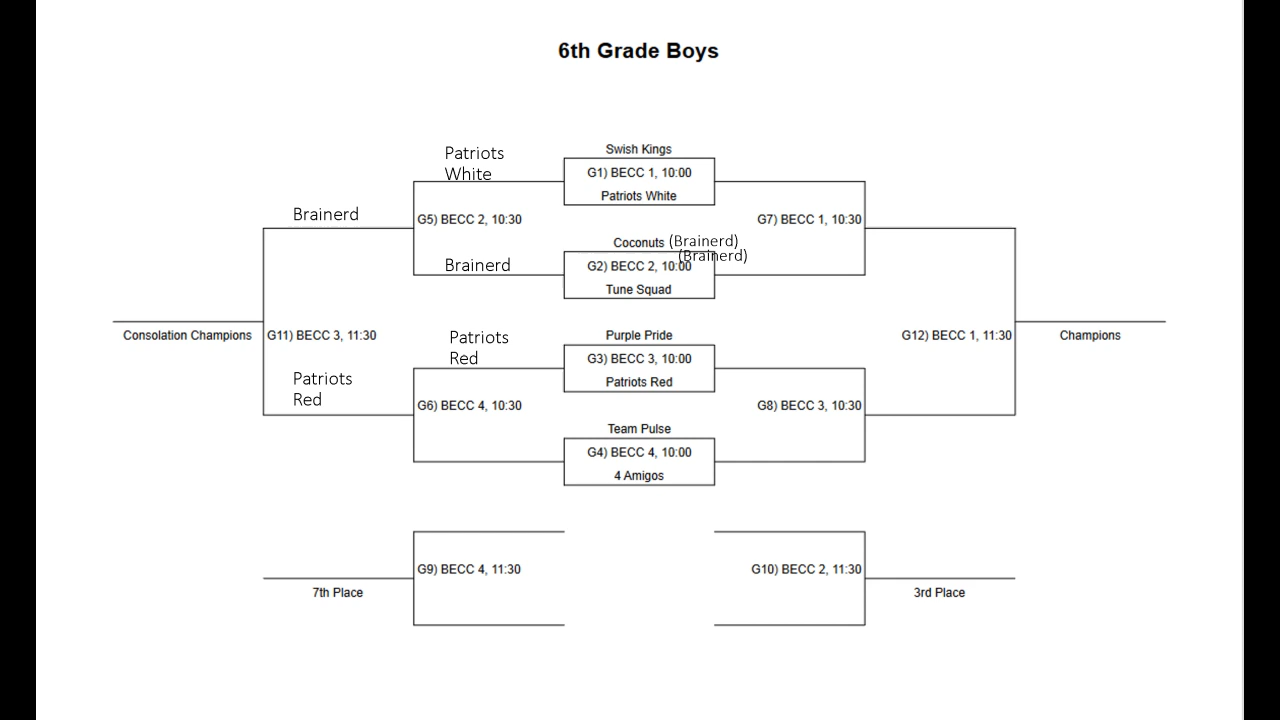 6th Grade Boys
Swish Kings
Patriots
White
G1) BECC 1, 10:00
Patriots White
Brainerd
G5) BECC 2, 10:30
G7) BECC 1, 10:30
Coconuts (Brainerd)
(Brainerd)
Brainerd
G2) BECC 2, 10:00
Tune Squad
Consolation Champions
G11) BECC 3, 11:30
Patriots
Red
Purple Pride
G3) BECC 3, 10:00
Patriots Red
G12) BECC 1, 11:30
Champions
Patriots
Red
G6) BECC 4, 10:30
G8) BECC 3, 10:30
Team Pulse
G4) BECC 4, 10:00
4 Amigos
G9) BECC 4, 11:30
G10) BECC 2, 11:30
7th Place
3rd Place